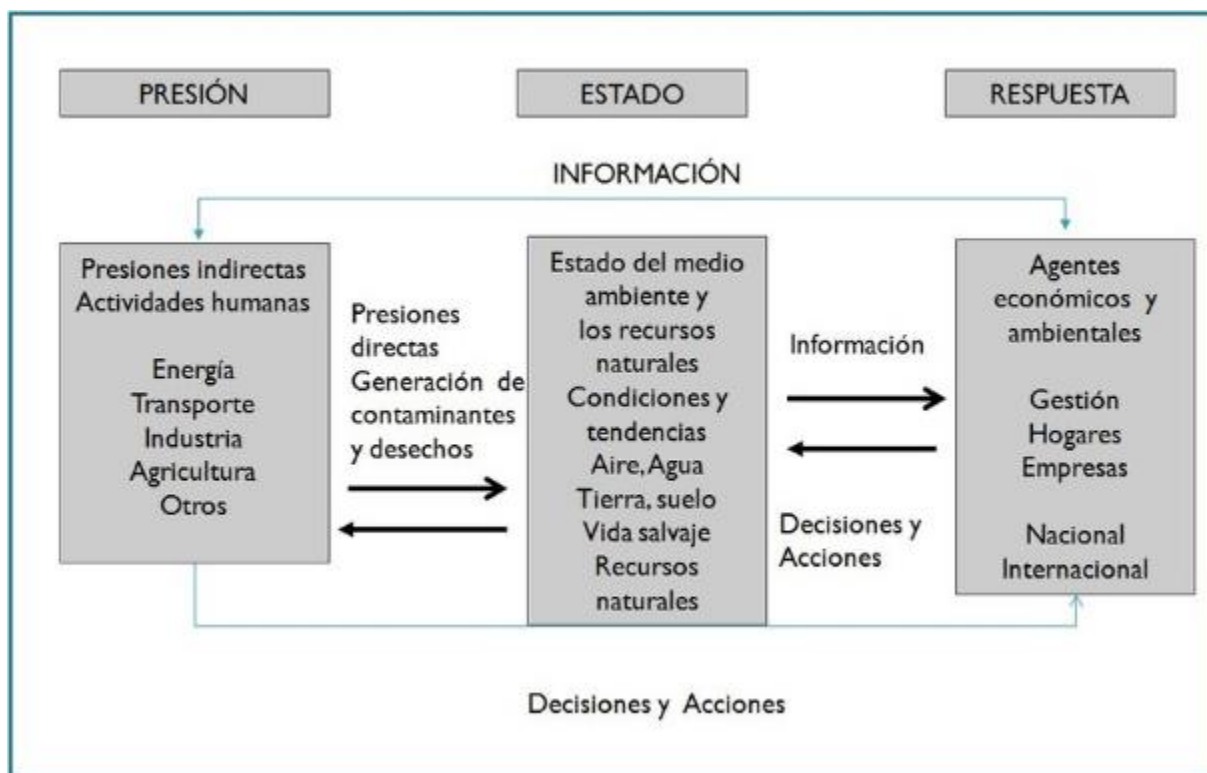 PRESIÓN
ESTADO
RESPUESTA
INFORMACIÓN
Presiones indirectas
Actividades humanas
Energía
Transporte
Industria
Agricultura
Otros
Presiones
directas
Generación de
contaminantes
y desechos
Estado del medio
ambiente y
los recursos
naturales
Condiciones y
tendencias
Aire, Agua
Tierra, suelo
Vida salvaje
Recursos
naturales
Información
Decisiones y
Acciones
Agentes
económicos y
ambientales
Gestión
Hogares
Empresas
Nacional
Internacional
Decisiones y Acciones